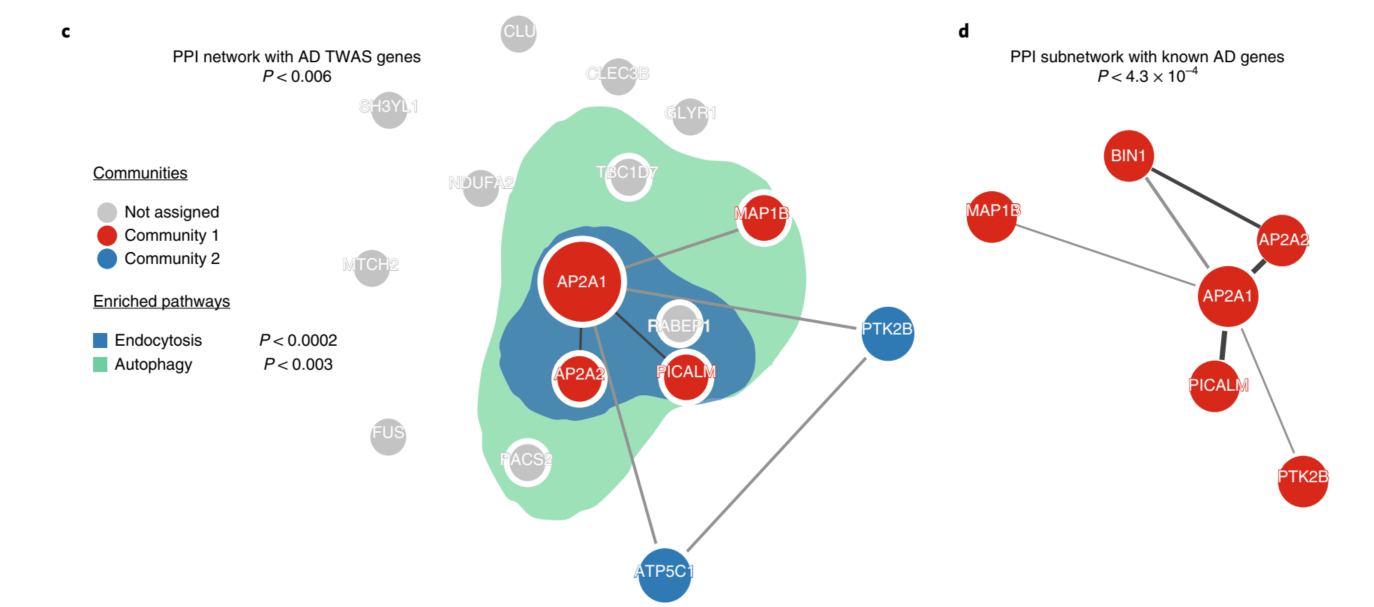 c
PPI network with AD TWAS genes
P < 0.006
CLU
CLEC3B
SH3YL1
GLYR1
Communities
Not assigned
Community 1
Community 2
Enriched pathways
Endocytosis P < 0.0002
Autophagy P < 0.003
TBC1D7
NDUFA2
MAP1B
MTCH2
AP2A1
RABEP1
PTK2B
AP2A2
PICALM
FUS
PACS2
ATP5C1
d
PPI subnetwork with known AD genes
P < 4.3 × 10⁻⁴
BIN1
MAP1B
AP2A2
AP2A1
PICALM
PTK2B